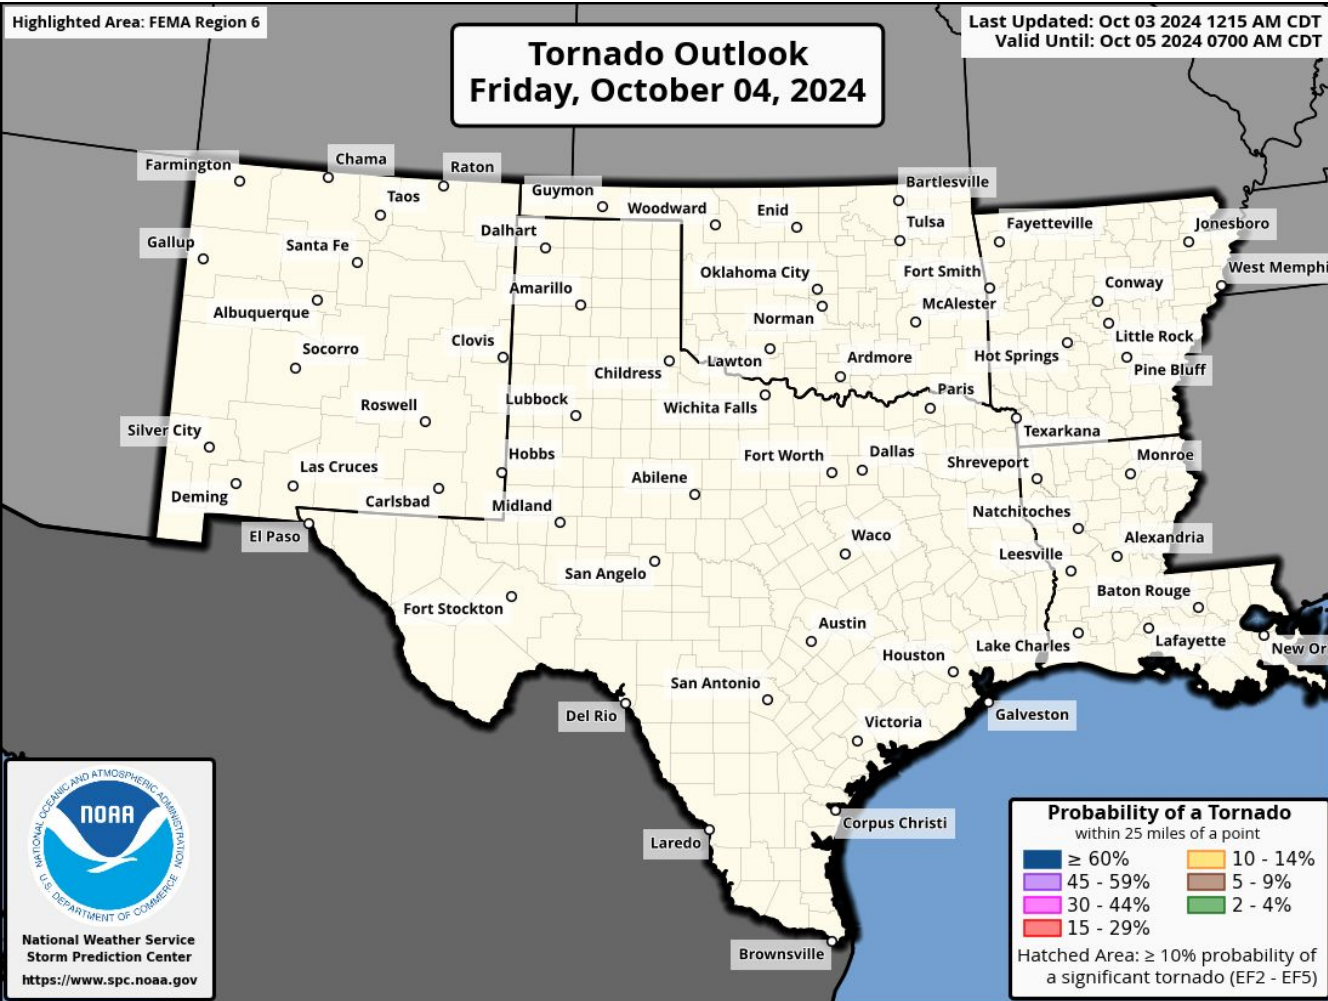 Highlighted Area: FEMA Region 6
Last Updated: Oct 03 2024 1215 AM CDT
Valid Until: Oct 05 2024 0700 AM CDT
Tornado Outlook
Friday, October 04, 2024
Farmington
Chama
Raton
Taos
Guymon
Woodward
Enid
Bartlesville
Gallup
Santa Fe
Dalhart
Tulsa
Fayetteville
Jonesboro
Amarillo
Oklahoma City
Fort Smith
West Memphi
Albuquerque
Norman
McAlester
Conway
Socorro
Clovis
Childress
Lawton
Ardmore
Hot Springs
Little Rock
Pine Bluff
Roswell
Lubbock
Wichita Falls
Paris
Silver City
Texarkana
Las Cruces
Hobbs
Abilene
Fort Worth
Dallas
Shreveport
Monroe
Deming
Carlsbad
Midland
Natchitoches
El Paso
Waco
Leesville
Alexandria
San Angelo
Fort Stockton
Baton Rouge
Austin
Lake Charles
Lafayette
New Or
Houston
San Antonio
Del Rio
Victoria
Galveston
Corpus Christi
Laredo
Brownsville
NATIONAL OCEANIC AND ATMOSPHERIC ADMINISTRATION
NOAA
U.S. DEPARTMENT OF COMMERCE
National Weather Service
Storm Prediction Center
https://www.spc.noaa.gov
Probability of a Tornado
within 25 miles of a point
≥ 60%
10 - 14%
45 - 59%
5 - 9%
30 - 44%
2 - 4%
15 - 29%
Hatched Area: ≥ 10% probability of
a significant tornado (EF2 - EF5)